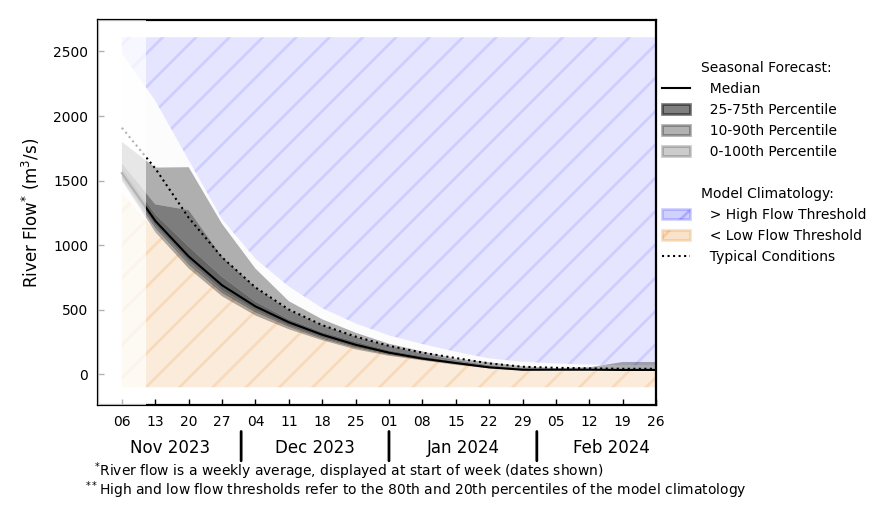 2500
2000
1500
1000
500
0
River Flow* (m³/s)
06 13 20 27 04 11 18 25 01 08 15 22 29 05 12 19 26
Nov 2023 Dec 2023 Jan 2024 Feb 2024
Seasonal Forecast:
Median
25-75th Percentile
10-90th Percentile
0-100th Percentile
Model Climatology:
> High Flow Threshold
< Low Flow Threshold
Typical Conditions
*River flow is a weekly average, displayed at start of week (dates shown)
**High and low flow thresholds refer to the 80th and 20th percentiles of the model climatology